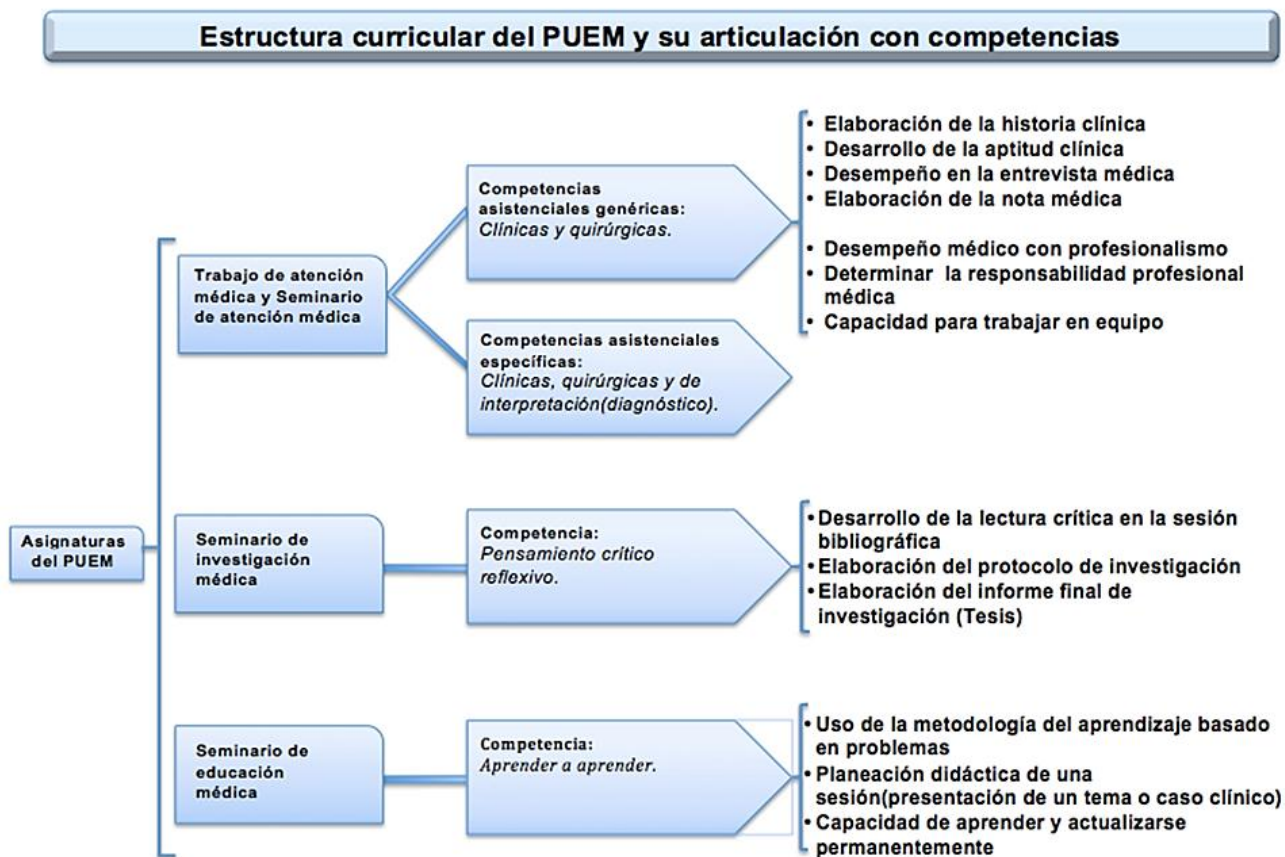 Estructura curricular del PUEM y su articulación con competencias
Asignaturas
del PUEM
Trabajo de atención
médica y Seminario
de atención médica
Competencias
asistenciales genéricas:
Clínicas y quirúrgicas.
• Elaboración de la historia clínica
• Desarrollo de la aptitud clínica
• Desempeño en la entrevista médica
• Elaboración de la nota médica
• Desempeño médico con profesionalismo
• Determinar la responsabilidad profesional
médica
• Capacidad para trabajar en equipo
Competencias asistenciales
específicas:
Clínicas, quirúrgicas y de
interpretación(diagnóstico).
Seminario de
investigación
médica
Competencia:
Pensamiento crítico
reflexivo.
• Desarrollo de la lectura crítica en la sesión
bibliográfica
• Elaboración del protocolo de investigación
• Elaboración del informe final de
investigación (Tesis)
Seminario de
educación
médica
Competencia:
Aprender a aprender.
• Uso de la metodología del aprendizaje basado
en problemas
• Planeación didáctica de una
sesión(presentación de un tema o caso clínico)
• Capacidad de aprender y actualizarse
permanentemente